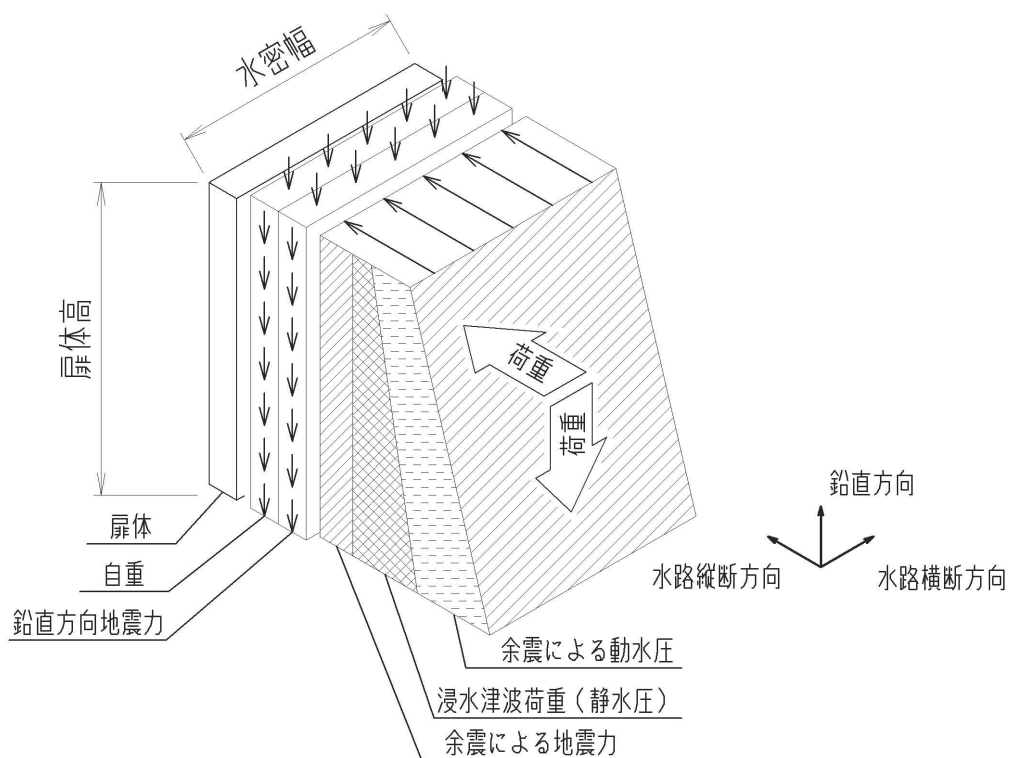 水密幅
扉体高
荷重
荷重
鉛直方向
水路縦断方向
水路横断方向
扉体
自重
鉛直方向地震力
余震による動水圧
浸水津波荷重（静水圧）
余震による地震力